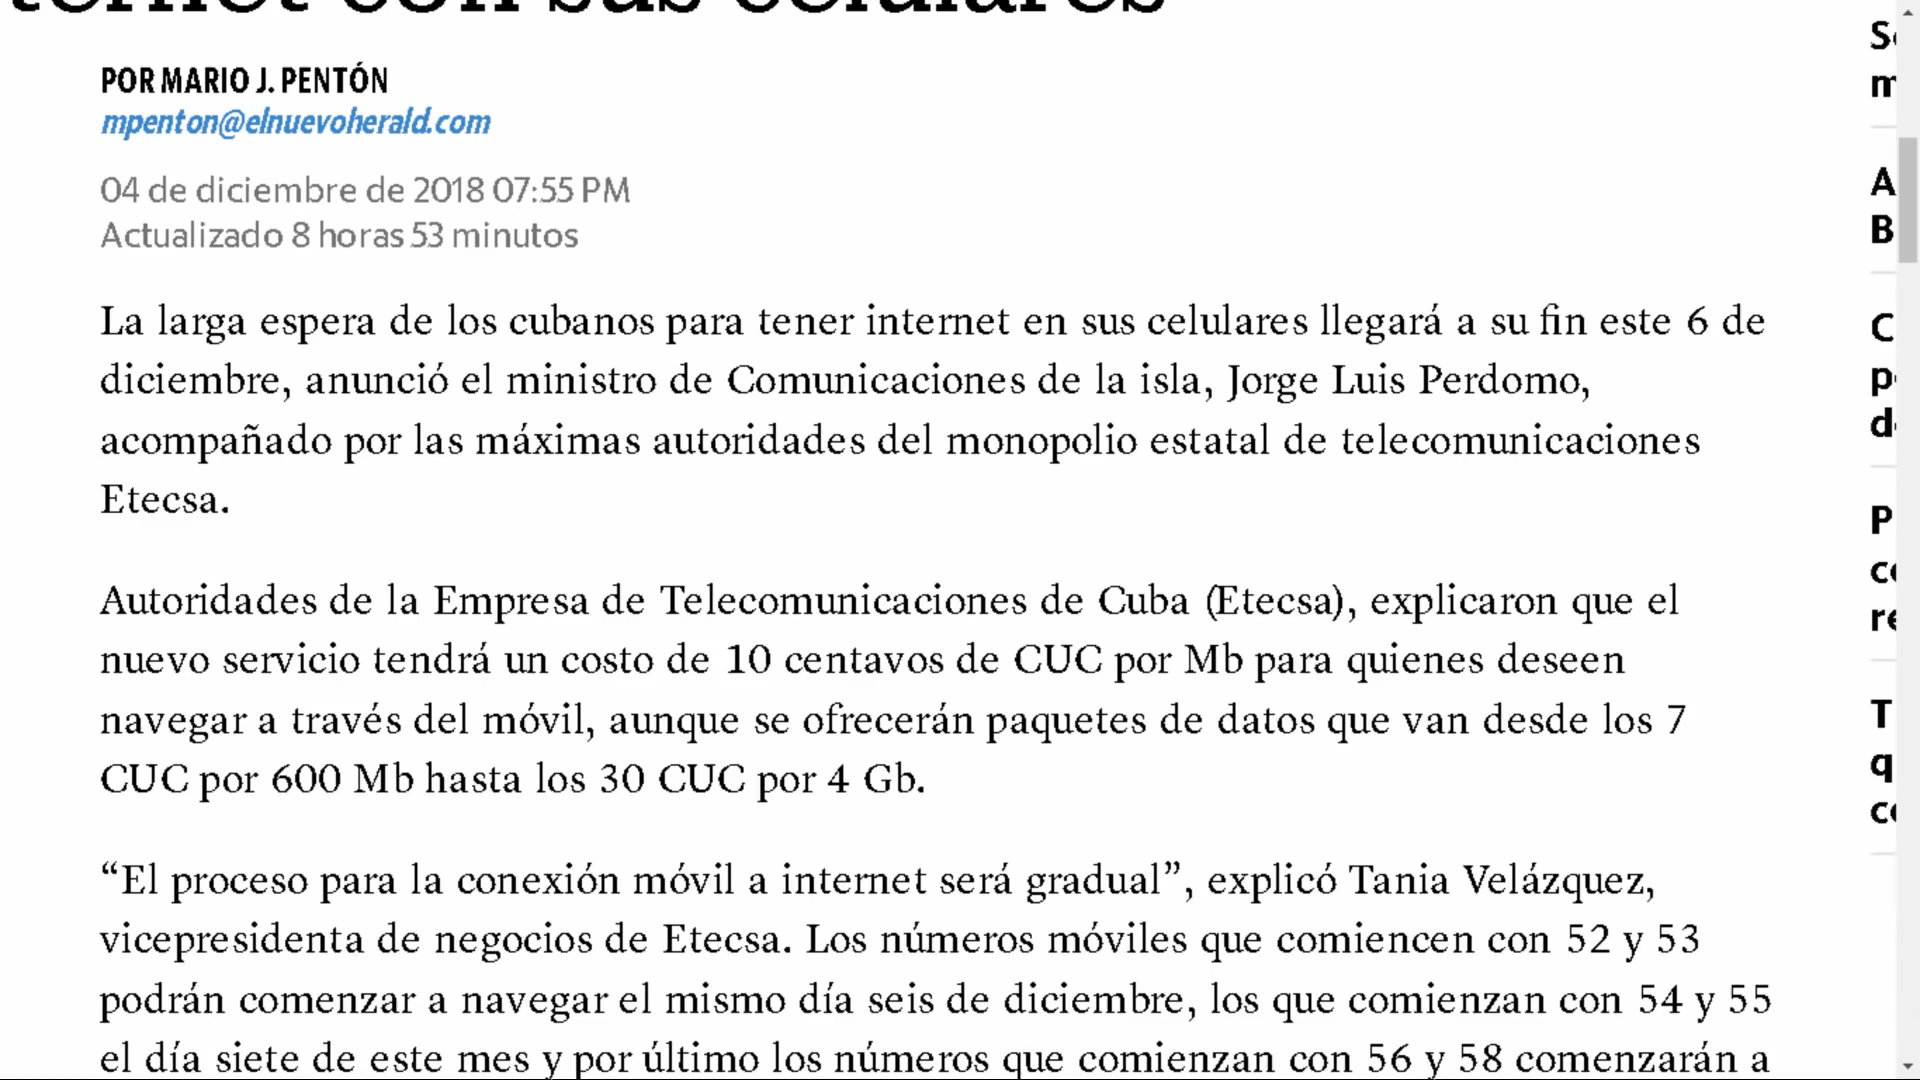 ternet con sus celulares
POR MARIO J. PENTÓN
mpenton@elnuevoherald.com
04 de diciembre de 2018 07:55 PM
Actualizado 8 horas 53 minutos
La larga espera de los cubanos para tener internet en sus celulares llegará a su fin este 6 de
diciembre, anunció el ministro de Comunicaciones de la isla, Jorge Luis Perdomo,
acompañado por las máximas autoridades del monopolio estatal de telecomunicaciones
Etecsa.
Autoridades de la Empresa de Telecomunicaciones de Cuba (Etecsa), explicaron que el
nuevo servicio tendrá un costo de 10 centavos de CUC por Mb para quienes deseen
navegar a través del móvil, aunque se ofrecerán paquetes de datos que van desde los 7
CUC por 600 Mb hasta los 30 CUC por 4 Gb.
“El proceso para la conexión móvil a internet será gradual”, explicó Tania Velázquez,
vicepresidenta de negocios de Etecsa. Los números móviles que comiencen con 52 y 53
podrán comenzar a navegar el mismo día seis de diciembre, los que comienzan con 54 y 55
el día siete de este mes y por último los números que comienzan con 56 y 58 comenzarán a